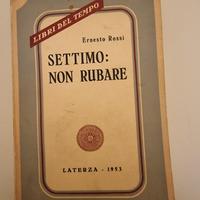 LIBRI DEL TEMPO
Ernesto Rossi
SETTIMO:
NON RUBARE
LATERZA - 1953